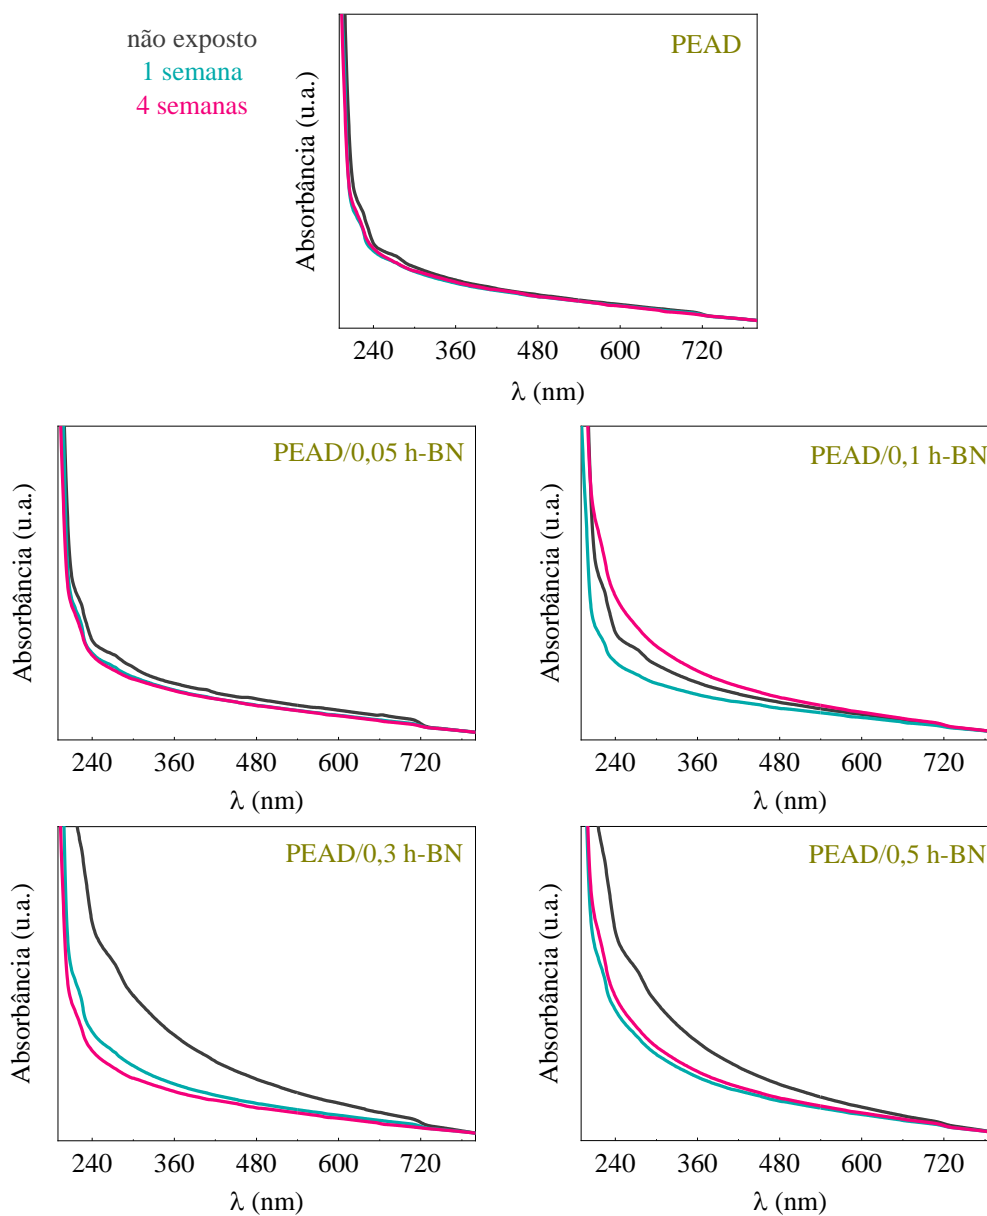 não exposto
1 semana
4 semanas
PEAD
Absorbância (u.a.)
240 360 480 600 720
λ (nm)
PEAD/0,05 h-BN
Absorbância (u.a.)
240 360 480 600 720
λ (nm)
PEAD/0,1 h-BN
Absorbância (u.a.)
240 360 480 600 720
λ (nm)
PEAD/0,3 h-BN
Absorbância (u.a.)
240 360 480 600 720
λ (nm)
PEAD/0,5 h-BN
Absorbância (u.a.)
240 360 480 600 720
λ (nm)